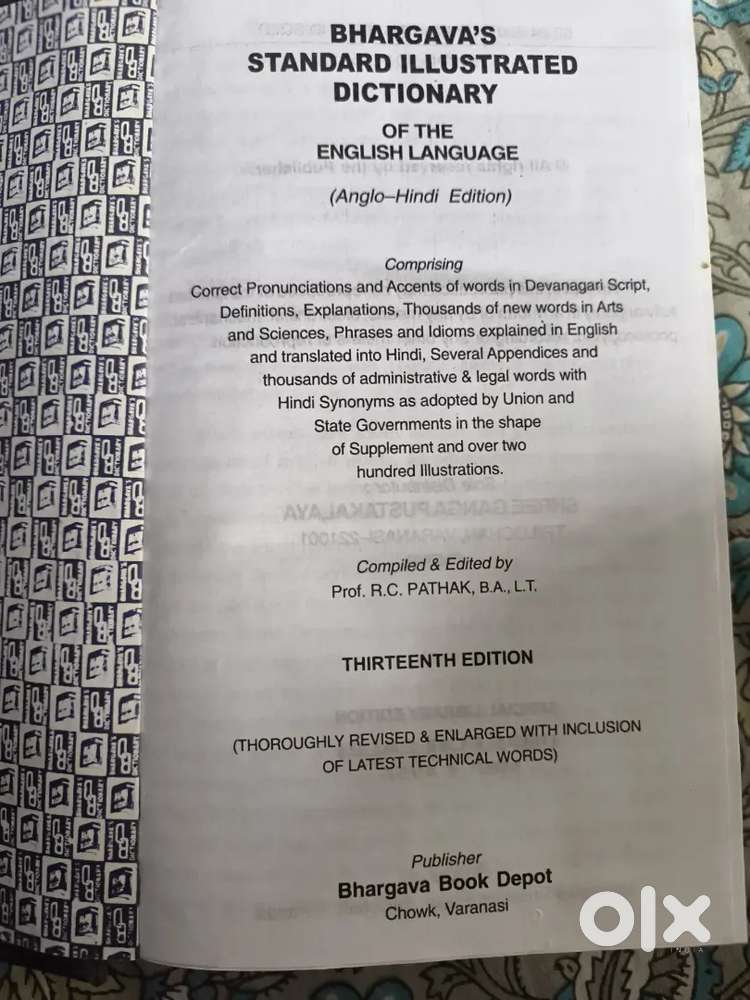 BHARGAVA'S
STANDARD ILLUSTRATED
DICTIONARY
OF THE
ENGLISH LANGUAGE
(Anglo–Hindi Edition)
Comprising
Correct Pronunciations and Accents of words in Devanagari Script,
Definitions, Explanations, Thousands of new words in Arts
and Sciences, Phrases and Idioms explained in English
and translated into Hindi, Several Appendices and
thousands of administrative & legal words with
Hindi Synonyms as adopted by Union and
State Governments in the shape
of Supplement and over two
hundred Illustrations.
Compiled & Edited by
Prof. R.C. PATHAK, B.A., L.T.
THIRTEENTH EDITION
(THOROUGHLY REVISED & ENLARGED WITH INCLUSION
OF LATEST TECHNICAL WORDS)
Publisher
Bhargava Book Depot
Chowk, Varanasi
olx
INDIA